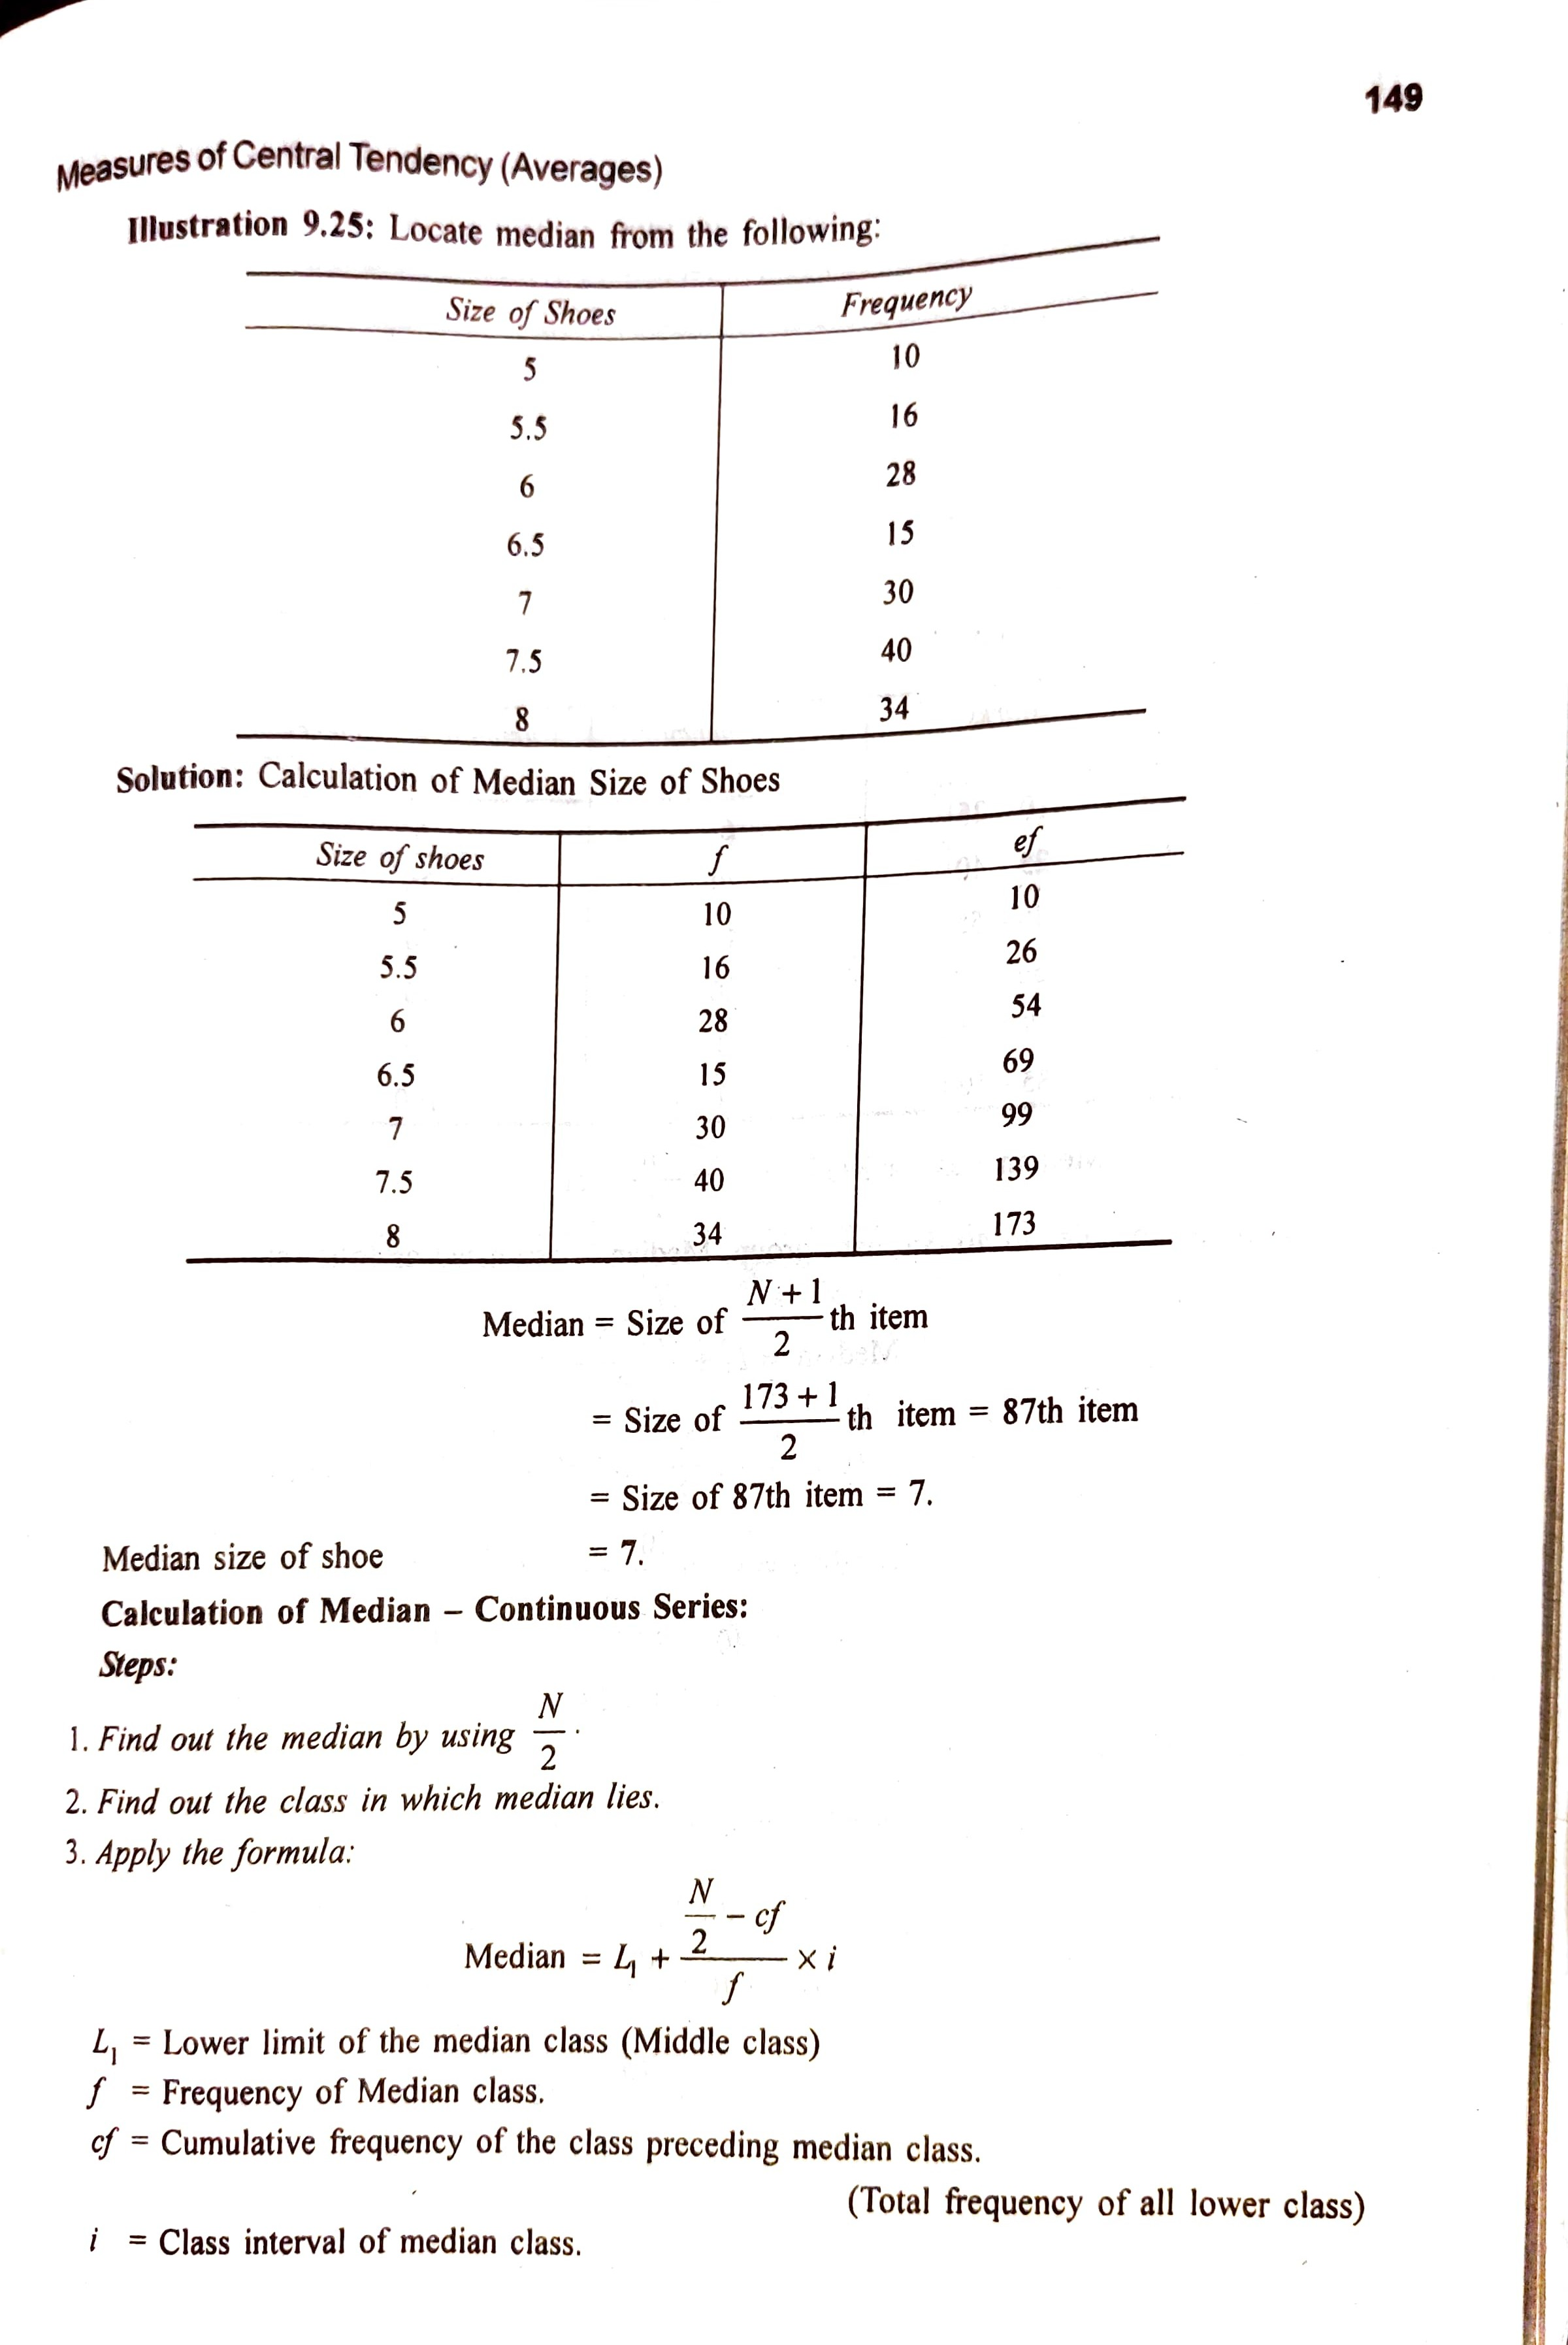 149
Measures of Central Tendency (Averages)
Illustration 9.25: Locate median from the following:
Size of Shoes Frequency
5 10
5.5 16
6 28
6.5 15
7 30
7.5 40
8 34
Solution: Calculation of Median Size of Shoes
Size of shoes f ef
5 10 10
5.5 16 26
6 28 54
6.5 15 69
7 30 99
7.5 40 139
8 34 173
Median = Size of (N + 1)/2 th item
= Size of (173 + 1)/2 th item = 87th item
= Size of 87th item = 7.
Median size of shoe = 7.
Calculation of Median – Continuous Series:
Steps:
1. Find out the median by using N/2.
2. Find out the class in which median lies.
3. Apply the formula:
Median = L₁ + (N/2 − cf)/f × i
L₁ = Lower limit of the median class (Middle class)
f = Frequency of Median class.
cf = Cumulative frequency of the class preceding median class.
(Total frequency of all lower class)
i = Class interval of median class.